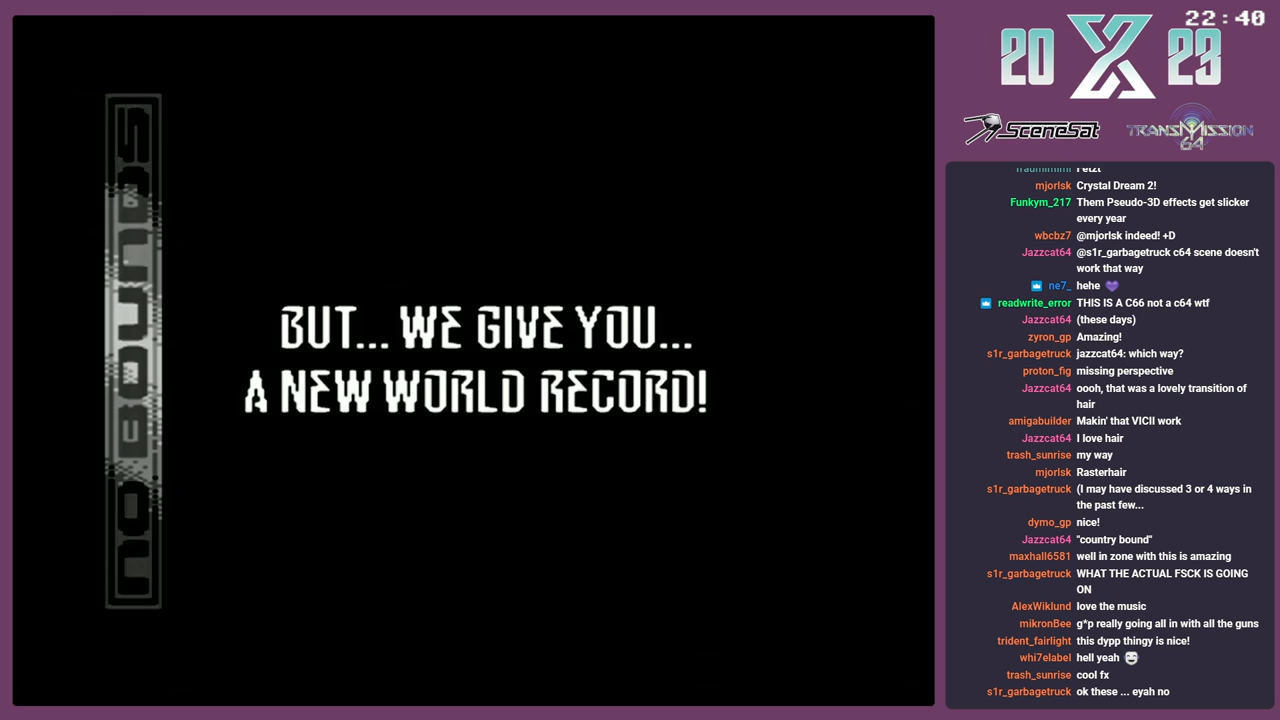 22:40
20 X 23
SCENESAT
TRANSMISSION
64
NO BOUNDS
BUT... WE GIVE YOU...
A NEW WORLD RECORD!
mjorlsk Crystal Dream 2!
Funkym_217 Them Pseudo-3D effects get slicker
every year
wbcbz7 @mjorlsk indeed! +D
Jazzcat64 @s1r_garbagetruck c64 scene doesn't
work that way
ne7_ hehe 💜
readwrite_error THIS IS A C66 not a c64 wtf
Jazzcat64 (these days)
zyron_gp Amazing!
s1r_garbagetruck jazzcat64: which way?
proton_fig missing perspective
Jazzcat64 oooh, that was a lovely transition of
hair
amigabuilder Makin' that VICII work
Jazzcat64 I love hair
trash_sunrise my way
mjorlsk Rasterhair
s1r_garbagetruck (I may have discussed 3 or 4 ways in
the past few...
dymo_gp nice!
Jazzcat64 "country bound"
maxhall6581 well in zone with this is amazing
s1r_garbagetruck WHAT THE ACTUAL FSCK IS GOING
ON
AlexWiklund love the music
mikronBee g*p really going all in with all the guns
trident_fairlight this dypp thingy is nice!
whi7elabel hell yeah
trash_sunrise cool fx
s1r_garbagetruck ok these ... eyah no